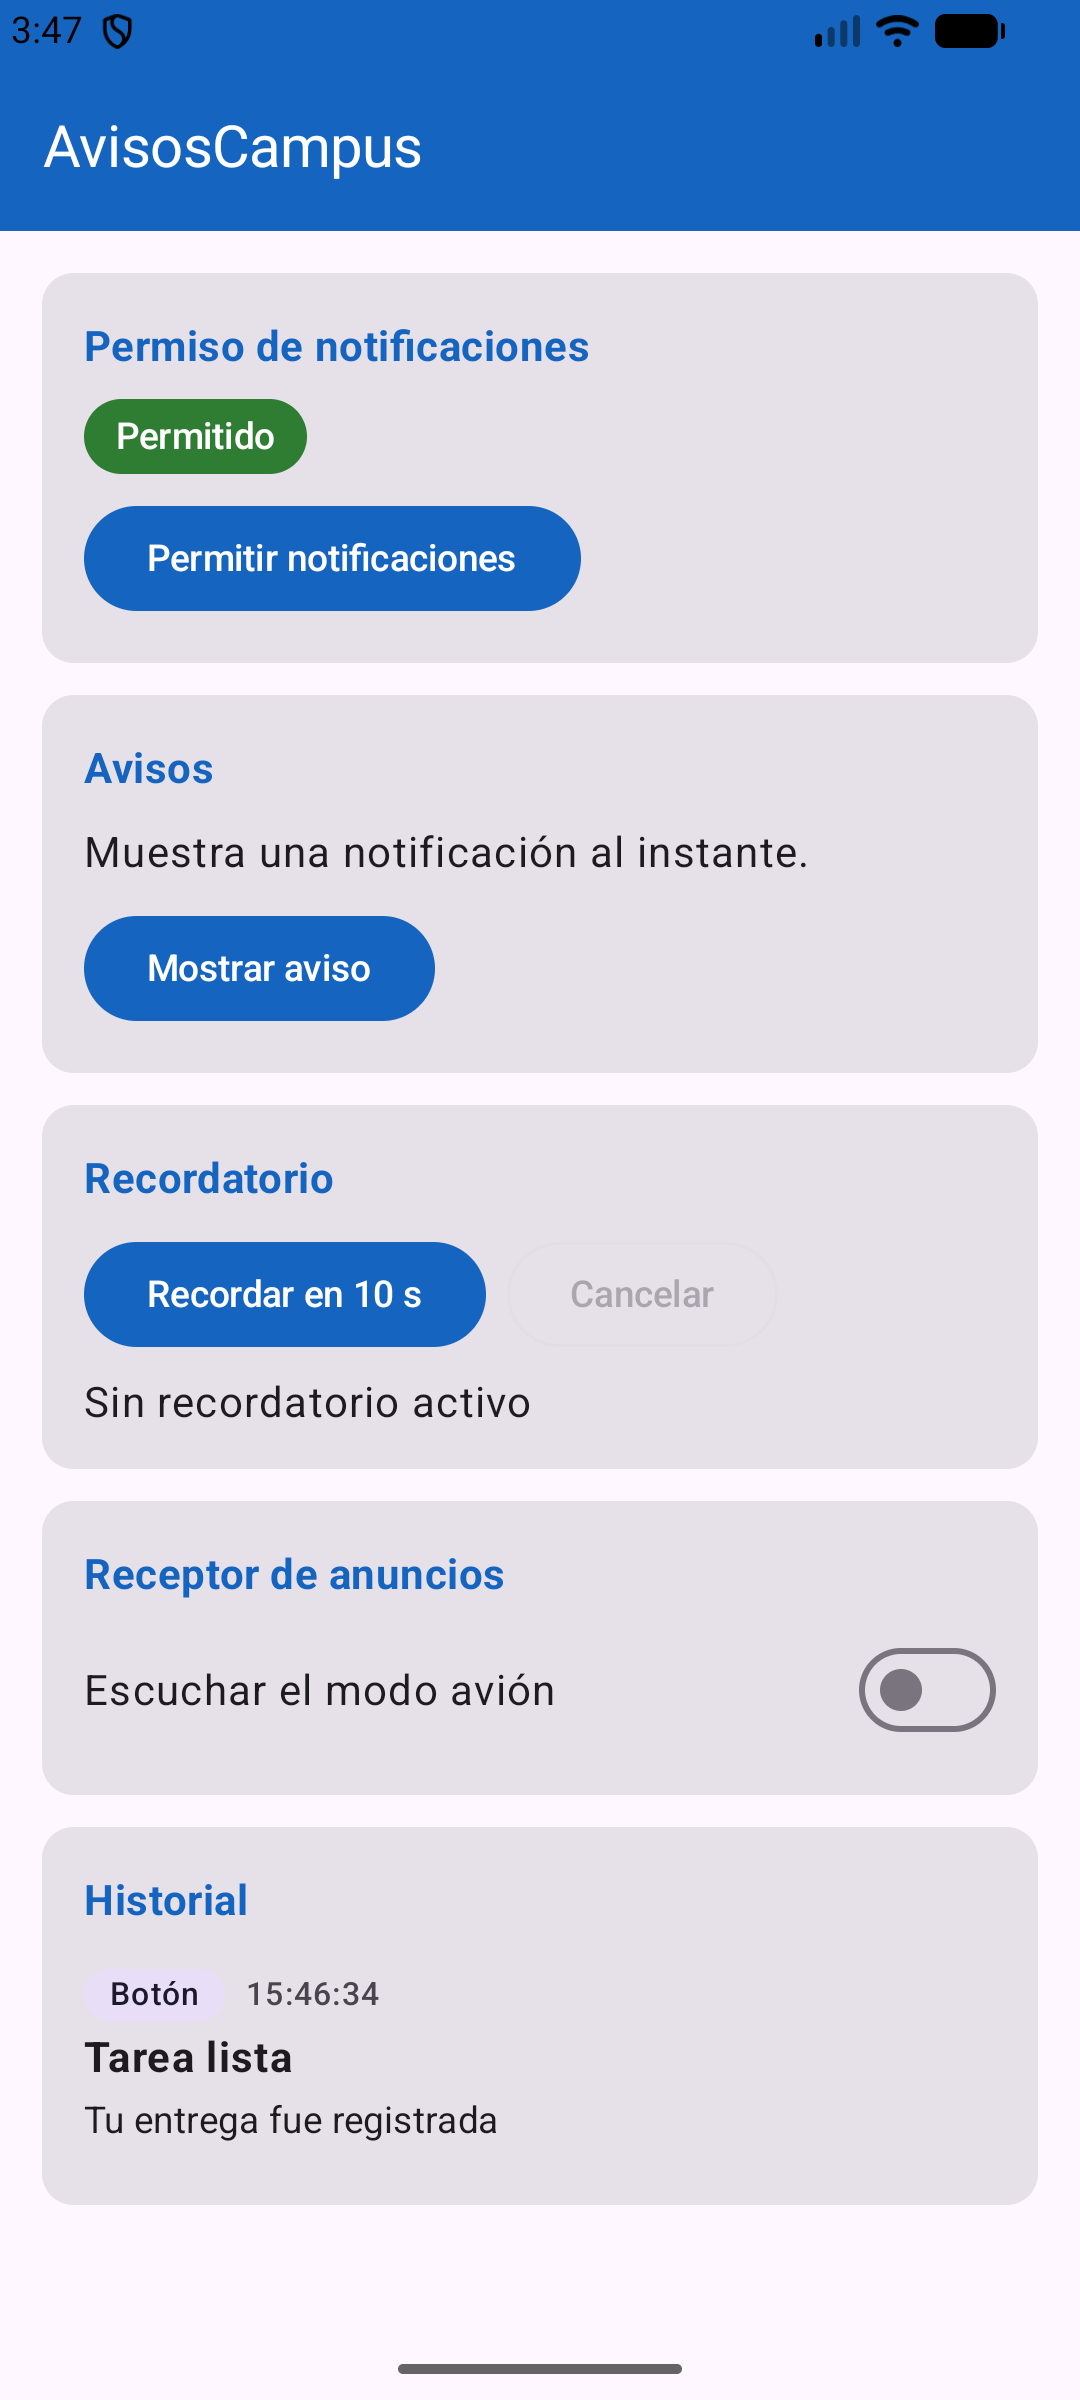 3:47
AvisosCampus
Permiso de notificaciones
Permitido
Permitir notificaciones
Avisos
Muestra una notificación al instante.
Mostrar aviso
Recordatorio
Recordar en 10 s
Cancelar
Sin recordatorio activo
Receptor de anuncios
Escuchar el modo avión
Historial
Botón 15:46:34
Tarea lista
Tu entrega fue registrada